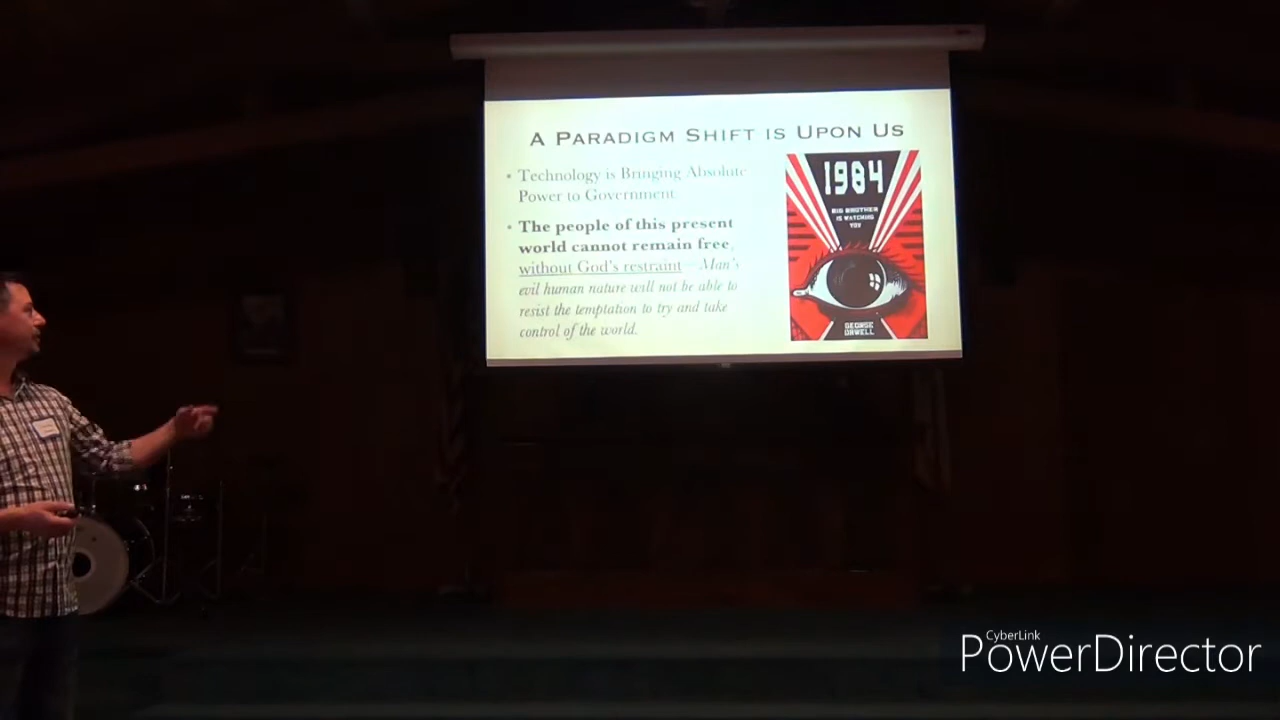 A PARADIGM SHIFT IS UPON US
• Technology is Bringing Absolute
Power to Government
• The people of this present
world cannot remain free,
without God's restraint – Man's
evil human nature will not be able to
resist the temptation to try and take
control of the world.
1984
BIG BROTHER
IS WATCHING
YOU
GEORGE
ORWELL
CyberLink
PowerDirector